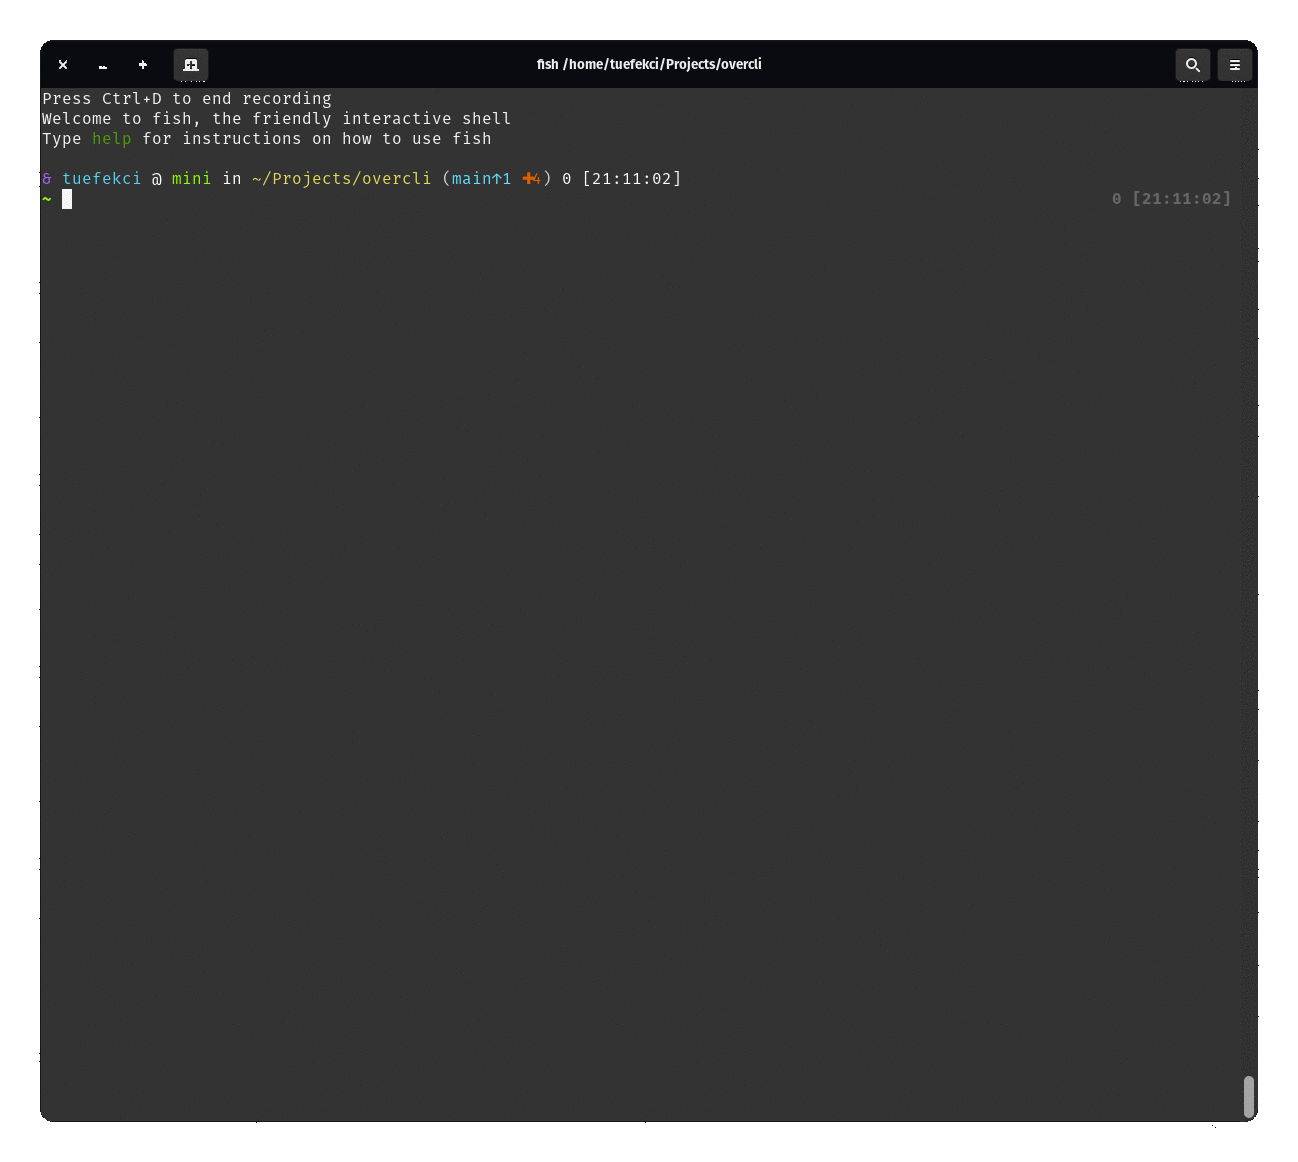 fish /home/tuefekci/Projects/overcli
Press Ctrl+D to end recording
Welcome to fish, the friendly interactive shell
Type help for instructions on how to use fish
& tuefekci @ mini in ~/Projects/overcli (main↑1 ✚4) 0 [21:11:02]
~ 0 [21:11:02]